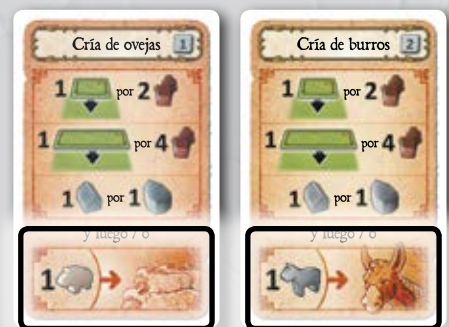 Cría de ovejas 1
1 por 2
1 por 4
1 por 1
y luego / o
1
Cría de burros 2
1 por 2
1 por 4
1 por 1
y luego / o
1